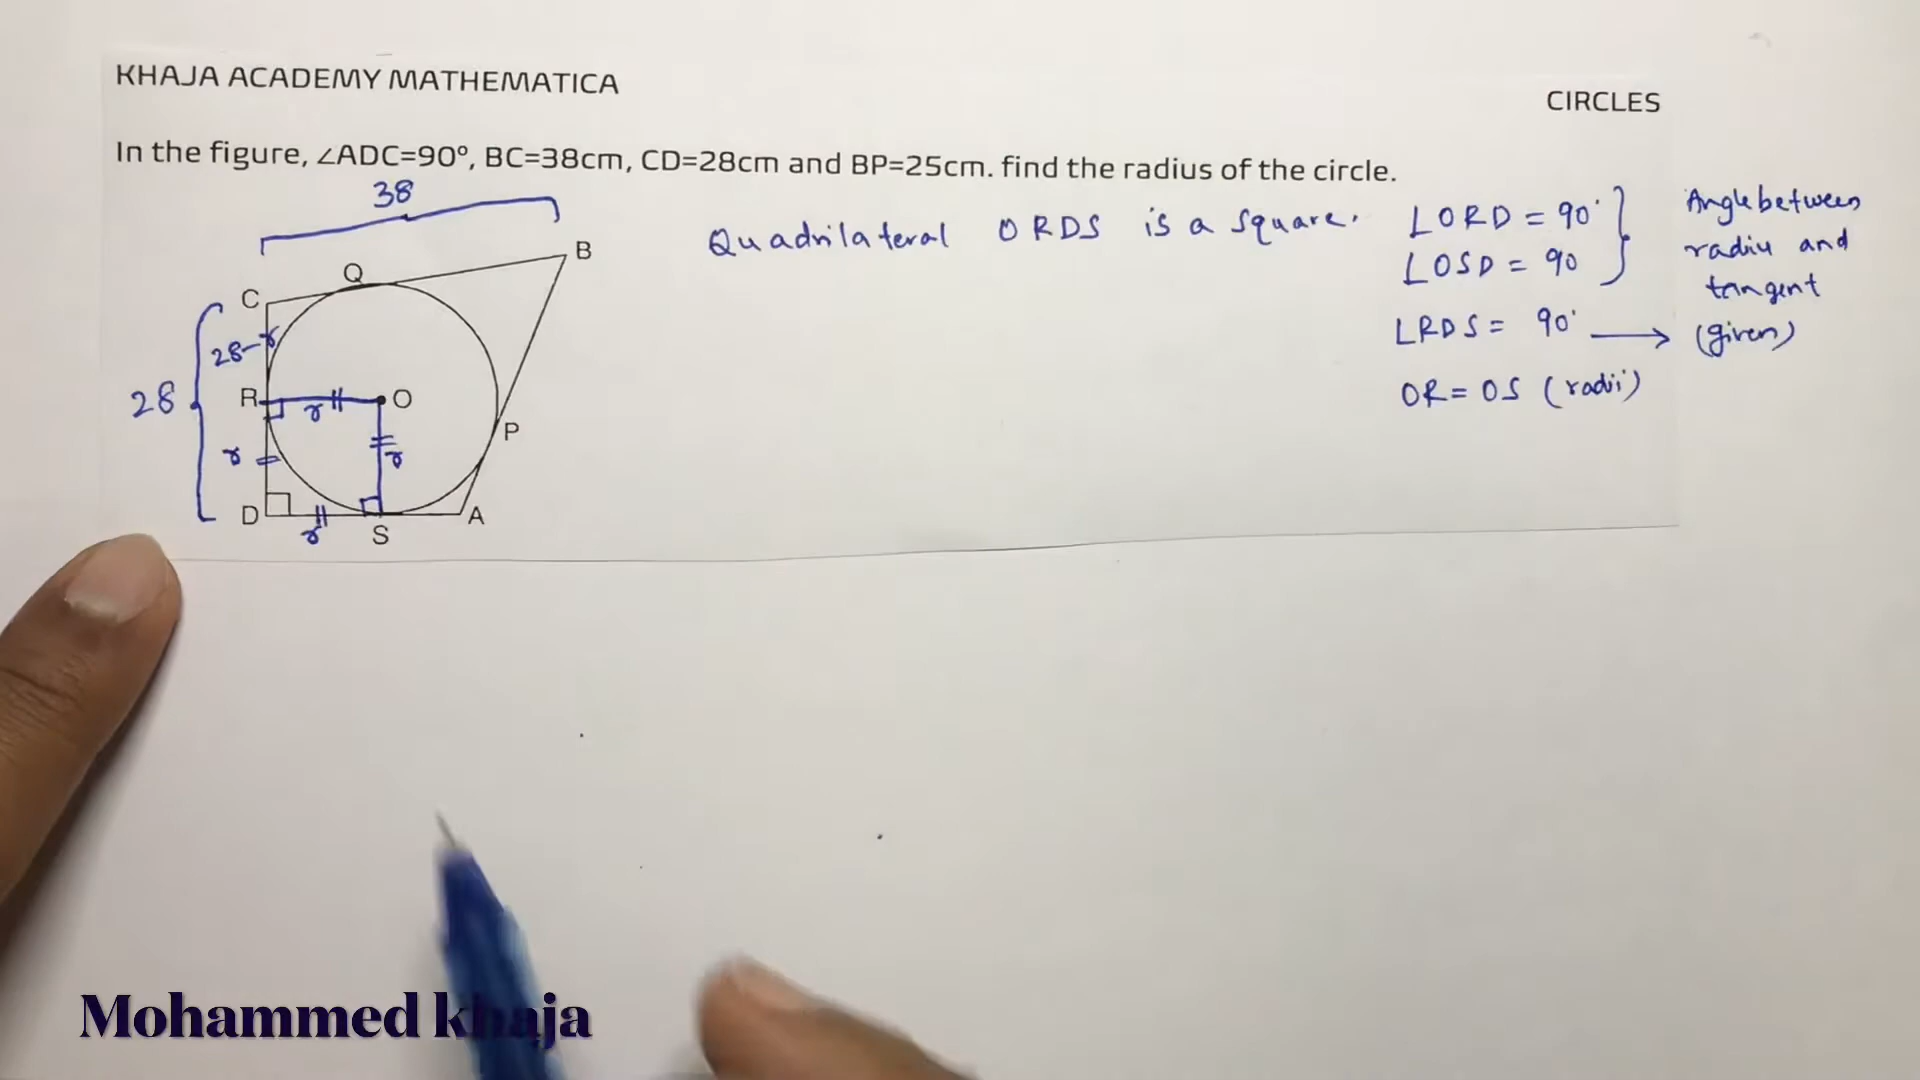 KHAJA ACADEMY MATHEMATICA
CIRCLES
In the figure, ∠ADC=90º, BC=38cm, CD=28cm and BP=25cm. find the radius of the circle.
38
B
Q
C
28-r
28
R
r
O
P
r
r
D
A
r
S
Quadrilateral ORDS is a square.
∠ORD = 90°
∠OSD = 90
∠RDS = 90° → (given)
OR = OS (radii)
Angle between
radiu and
tangent
Mohammed khaja